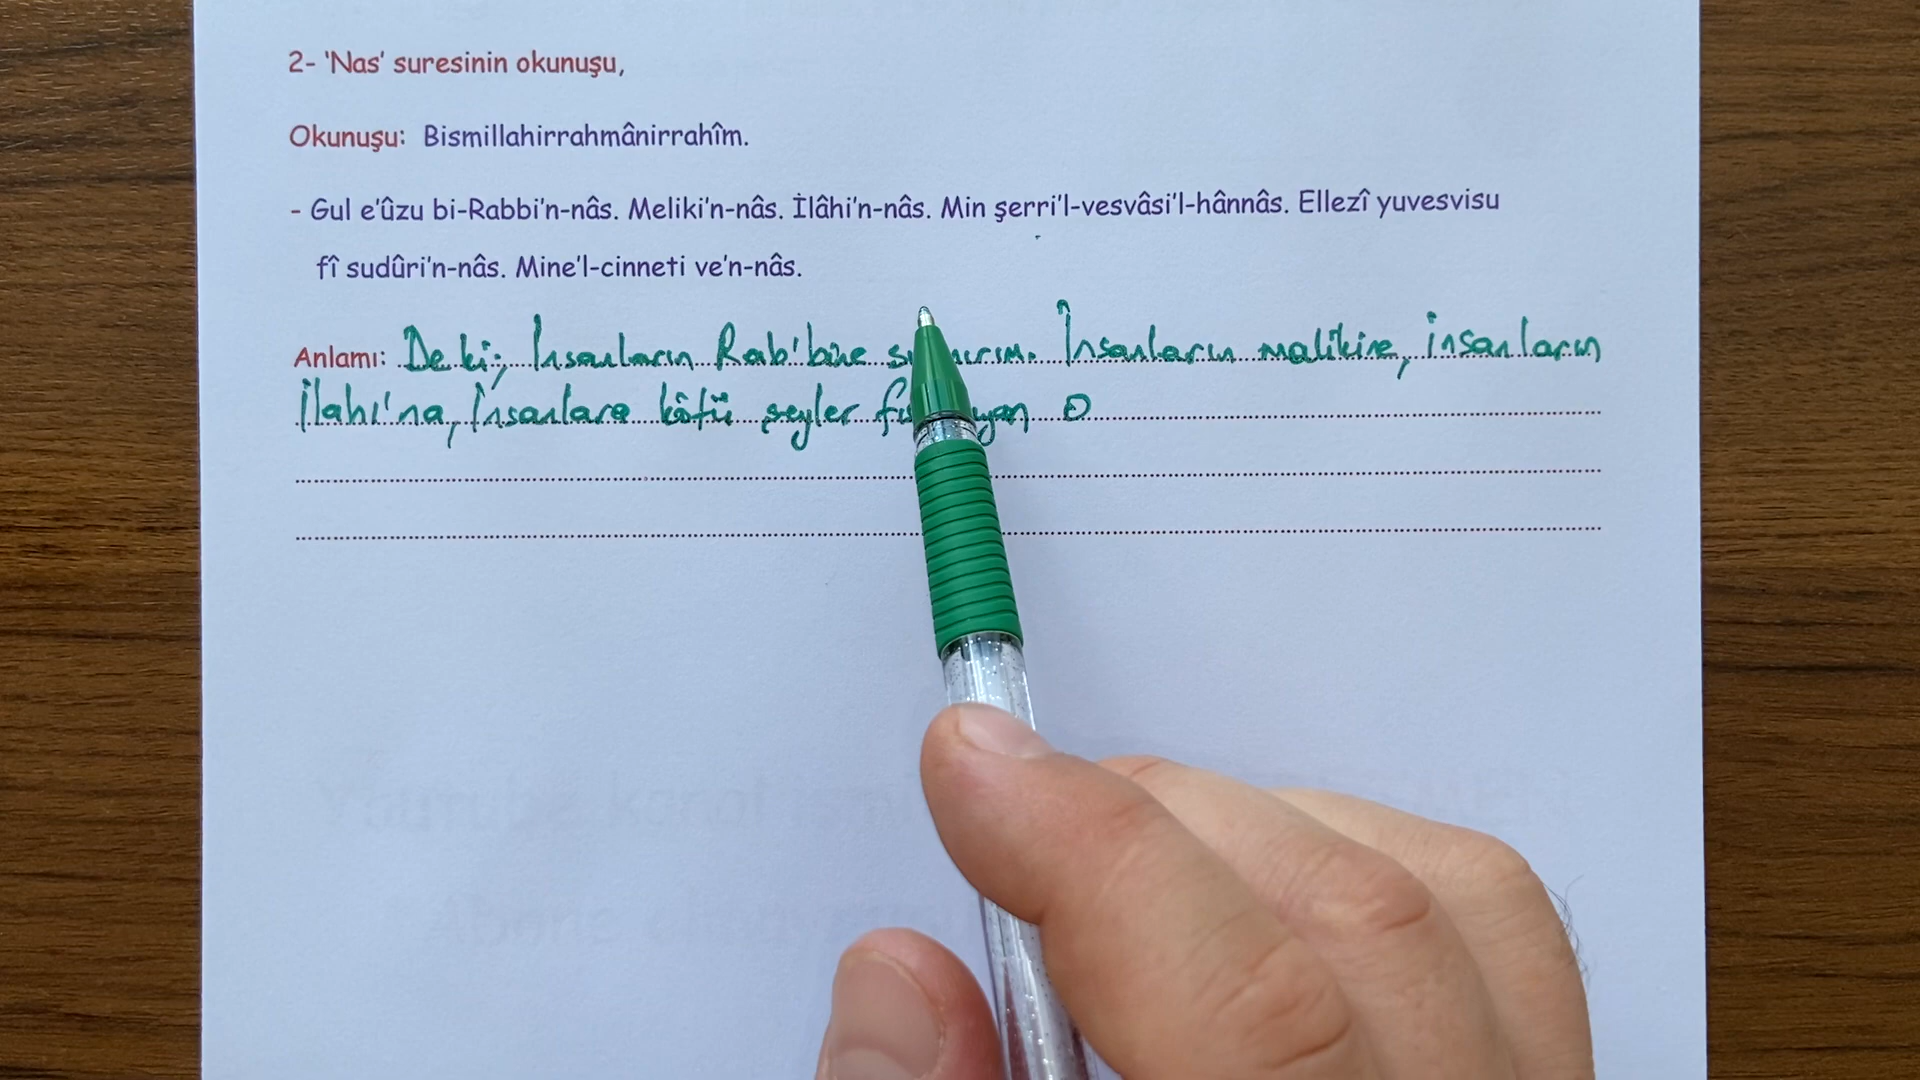 2- 'Nas' suresinin okunuşu,
Okunuşu: Bismillahirrahmânirrahîm.
- Gul e'ûzu bi-Rabbi'n-nâs. Meliki'n-nâs. İlâhi'n-nâs. Min şerri'l-vesvâsi'l-hânnâs. Ellezî yuvesvisu
fî sudûri'n-nâs. Mine'l-cinneti ve'n-nâs.
Anlamı: De ki; İnsanların Rab'bine İnsanların malikine, insanların
İlahı'na, İnsanlara kötü şeyler O